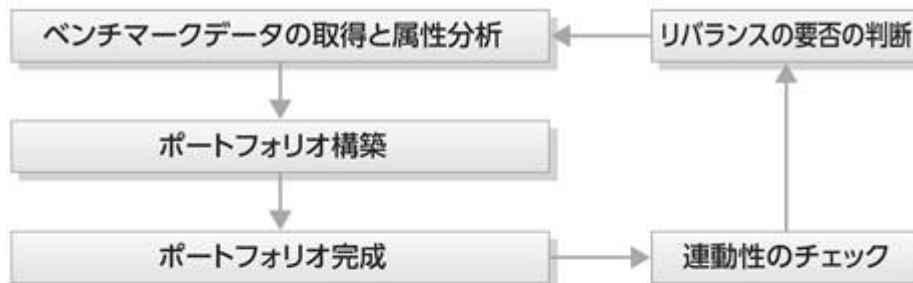 ベンチマークデータの取得と属性分析
リバランスの要否の判断
ポートフォリオ構築
ポートフォリオ完成
連動性のチェック